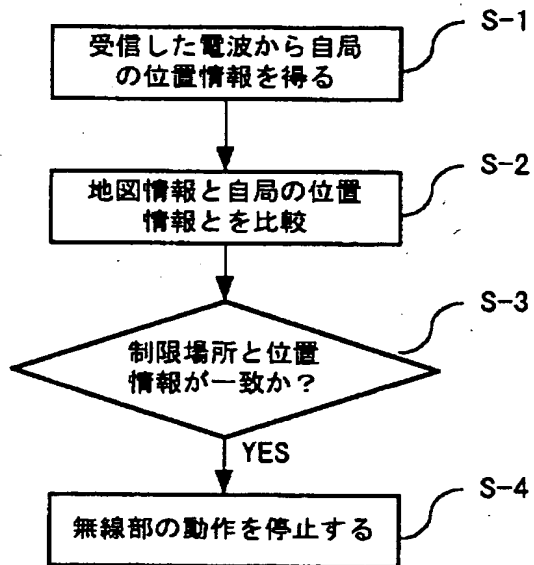 受信した電波から自局
の位置情報を得る
S-1
地図情報と自局の位置
情報とを比較
S-2
制限場所と位置
情報が一致か？
S-3
YES
無線部の動作を停止する
S-4